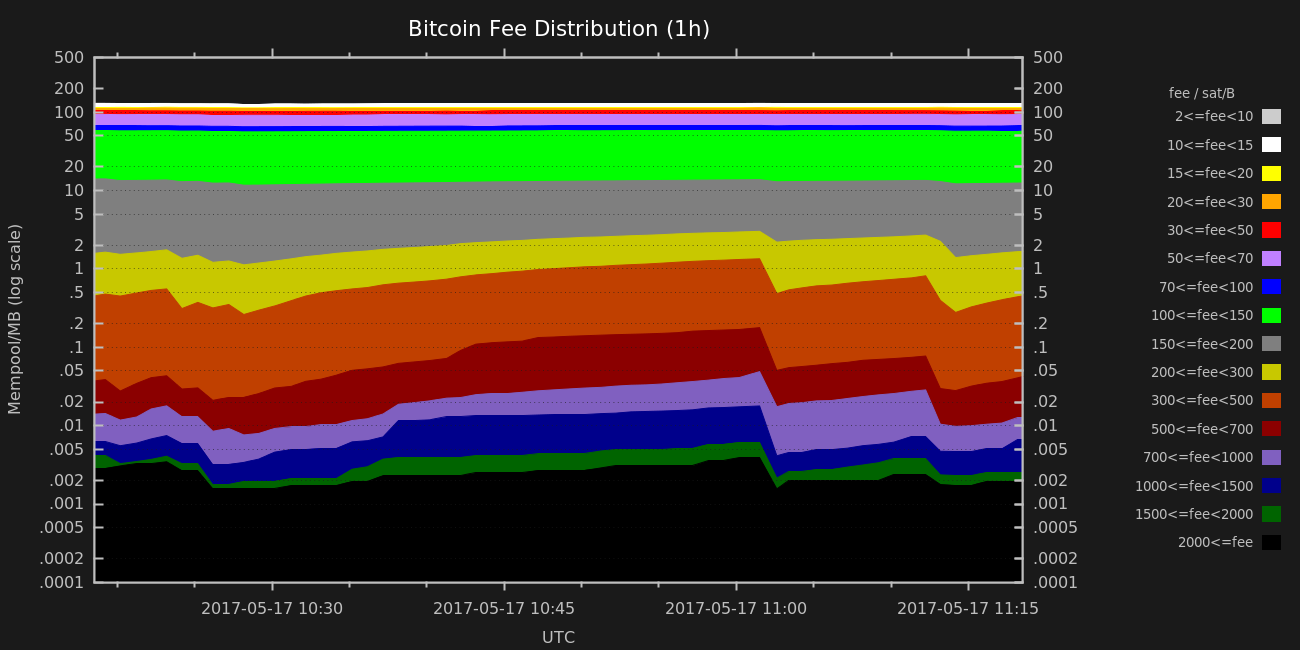 Bitcoin Fee Distribution (1h)
Mempool/MB (log scale)
500
200
100
50
20
10
5
2
1
.5
.2
.1
.05
.02
.01
.005
.002
.001
.0005
.0002
.0001
500
200
100
50
20
10
5
2
1
.5
.2
.1
.05
.02
.01
.005
.002
.001
.0005
.0002
.0001
2017-05-17 10:30 2017-05-17 10:45 2017-05-17 11:00 2017-05-17 11:15
UTC
fee / sat/B
2<=fee<10
10<=fee<15
15<=fee<20
20<=fee<30
30<=fee<50
50<=fee<70
70<=fee<100
100<=fee<150
150<=fee<200
200<=fee<300
300<=fee<500
500<=fee<700
700<=fee<1000
1000<=fee<1500
1500<=fee<2000
2000<=fee